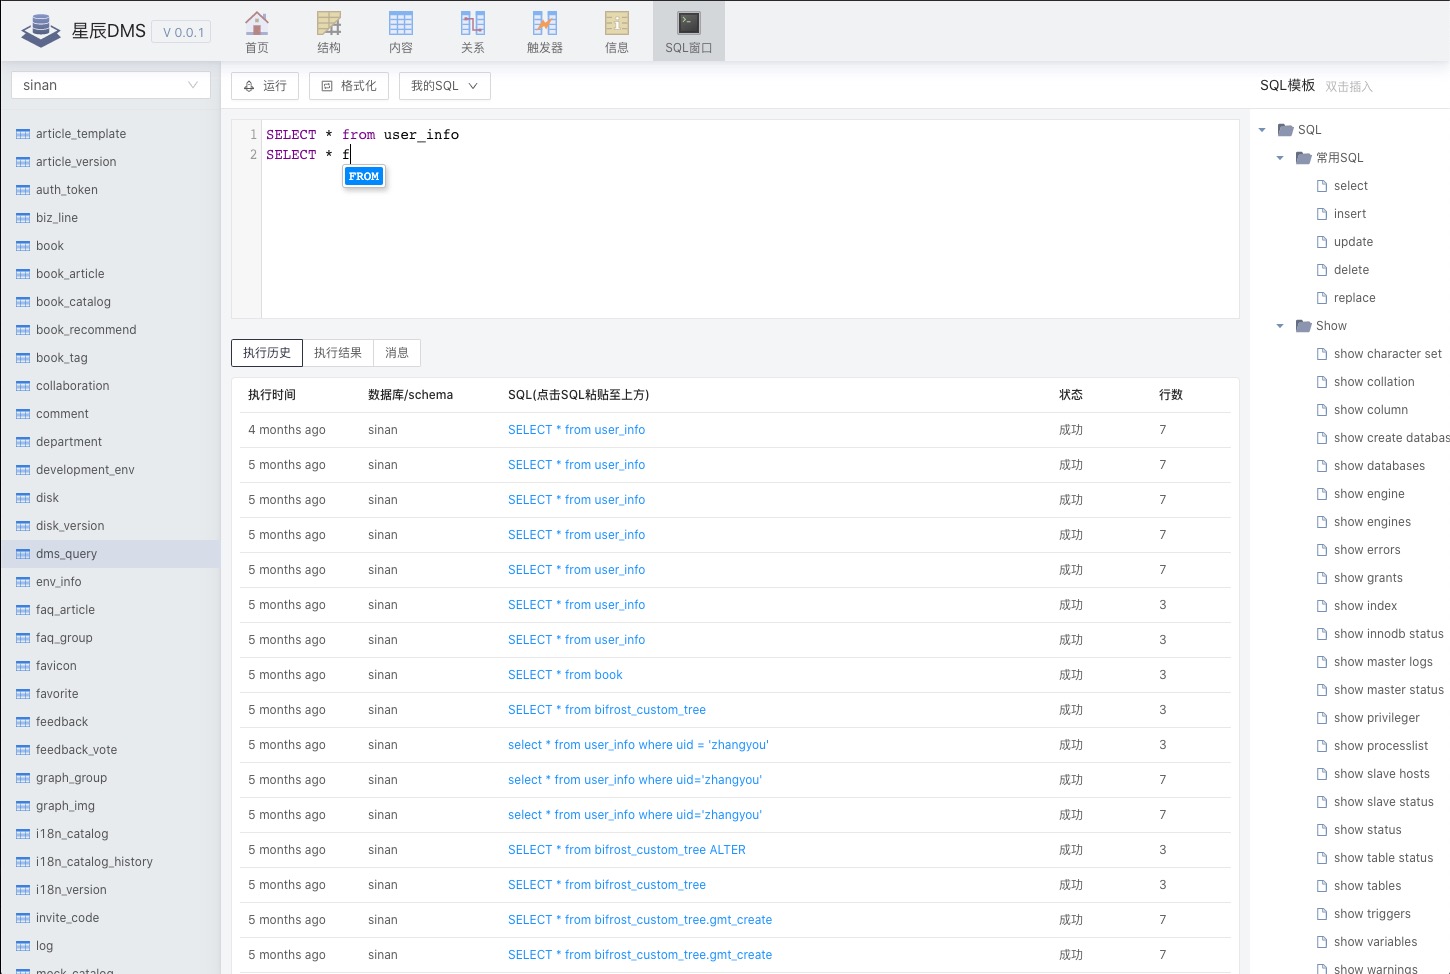 星辰DMS V 0.0.1
首页 结构 内容 关系 触发器 信息 SQL窗口
sinan
article_template
article_version
auth_token
biz_line
book
book_article
book_catalog
book_recommend
book_tag
collaboration
comment
department
development_env
disk
disk_version
dms_query
env_info
faq_article
faq_group
favicon
favorite
feedback
feedback_vote
graph_group
graph_img
i18n_catalog
i18n_catalog_history
i18n_version
invite_code
log
mock_catalog
运行 格式化 我的SQL
1 SELECT * from user_info
2 SELECT * f
FROM
执行历史 执行结果 消息
执行时间 数据库/schema SQL(点击SQL粘贴至上方) 状态 行数
4 months ago sinan SELECT * from user_info 成功 7
5 months ago sinan SELECT * from user_info 成功 7
5 months ago sinan SELECT * from user_info 成功 7
5 months ago sinan SELECT * from user_info 成功 7
5 months ago sinan SELECT * from user_info 成功 7
5 months ago sinan SELECT * from user_info 成功 3
5 months ago sinan SELECT * from user_info 成功 3
5 months ago sinan SELECT * from book 成功 3
5 months ago sinan SELECT * from bifrost_custom_tree 成功 3
5 months ago sinan select * from user_info where uid = 'zhangyou' 成功 3
5 months ago sinan select * from user_info where uid='zhangyou' 成功 7
5 months ago sinan select * from user_info where uid='zhangyou' 成功 7
5 months ago sinan SELECT * from bifrost_custom_tree ALTER 成功 3
5 months ago sinan SELECT * from bifrost_custom_tree 成功 3
5 months ago sinan SELECT * from bifrost_custom_tree.gmt_create 成功 7
5 months ago sinan SELECT * from bifrost_custom_tree.gmt_create 成功 7
SQL模板 双击插入
SQL
常用SQL
select
insert
update
delete
replace
Show
show character set
show collation
show column
show create databas
show databases
show engine
show engines
show errors
show grants
show index
show innodb status
show master logs
show master status
show privileger
show processlist
show slave hosts
show slave status
show status
show table status
show tables
show triggers
show variables
show warnings